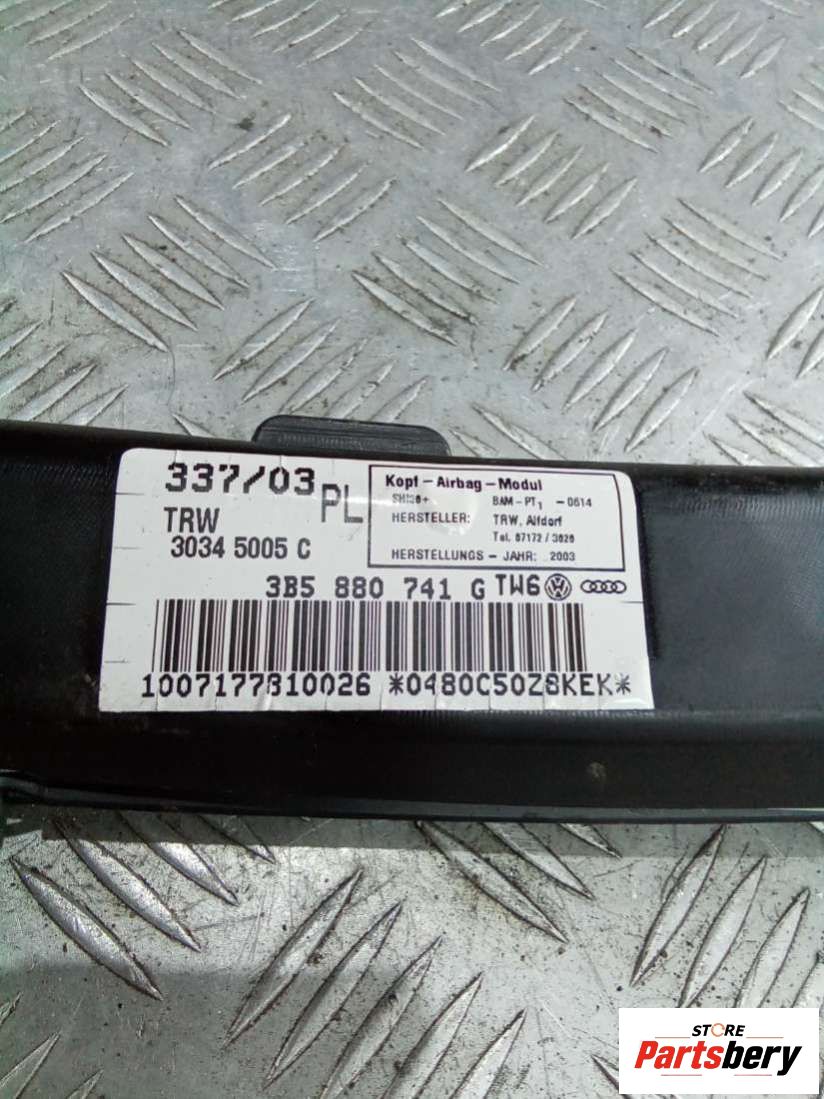 337/03 PL
TRW
3034 5005 C
Kopf - Airbag - Modul
BAM - PT1 - 0614
HERSTELLER: TRW, Alfdorf
Tel. 07172 / 3026
HERSTELLUNGS - JAHR: 2003
3B5 880 741 G TW6
1007177810026 *0480C50Z8KEK*
STORE
Partsbery